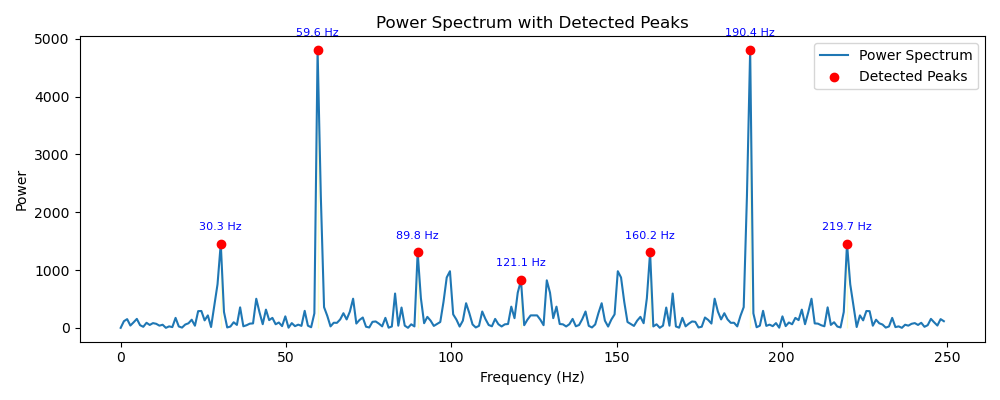 Power Spectrum with Detected Peaks
59.6 Hz
190.4 Hz
30.3 Hz
219.7 Hz
89.8 Hz
160.2 Hz
121.1 Hz
Power Spectrum
Detected Peaks
Power
5000
4000
3000
2000
1000
0
0
50
100
150
200
250
Frequency (Hz)